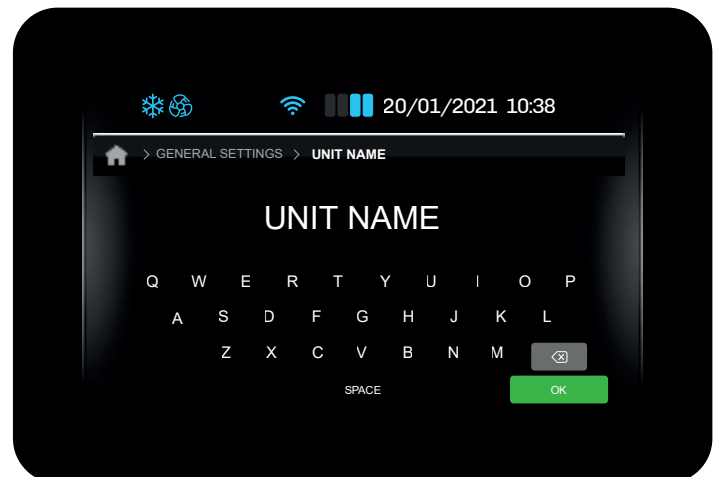 20/01/2021 10:38
> GENERAL SETTINGS > UNIT NAME
UNIT NAME
Q W E R T Y U I O P
A S D F G H J K L
Z X C V B N M
SPACE OK